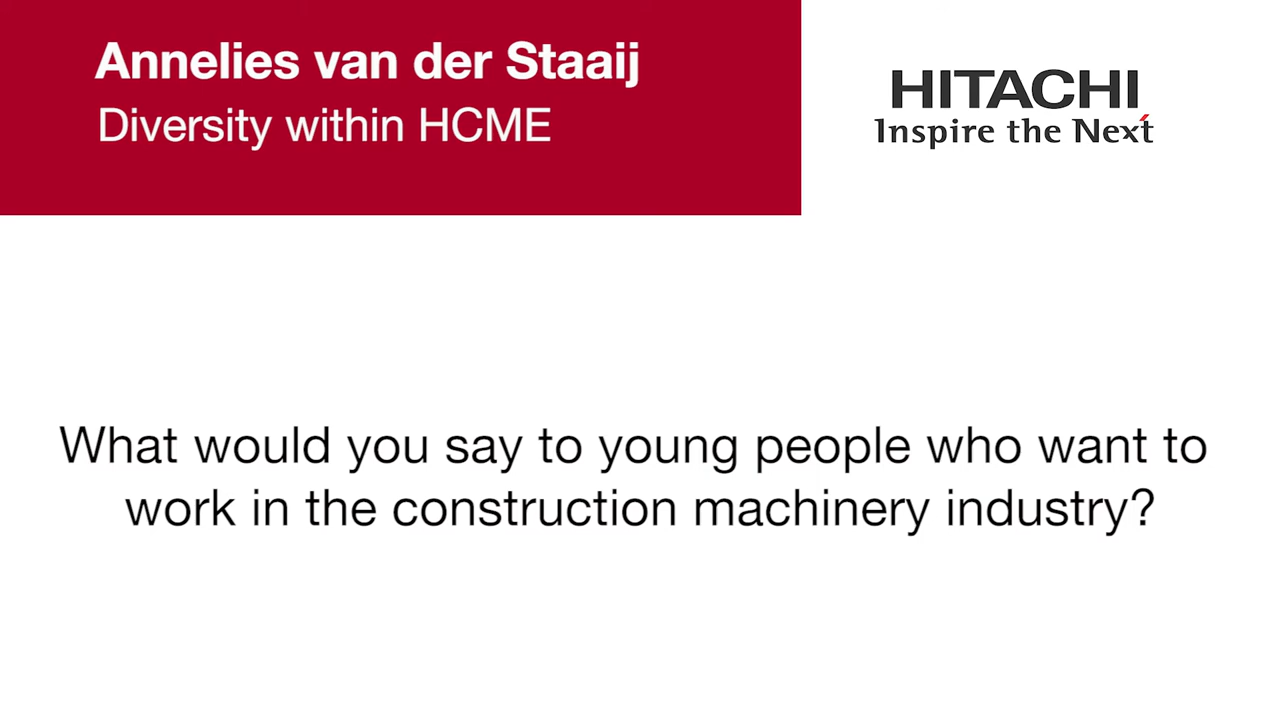 Annelies van der Staaij
Diversity within HCME
HITACHI
Inspire the Next
What would you say to young people who want to
work in the construction machinery industry?